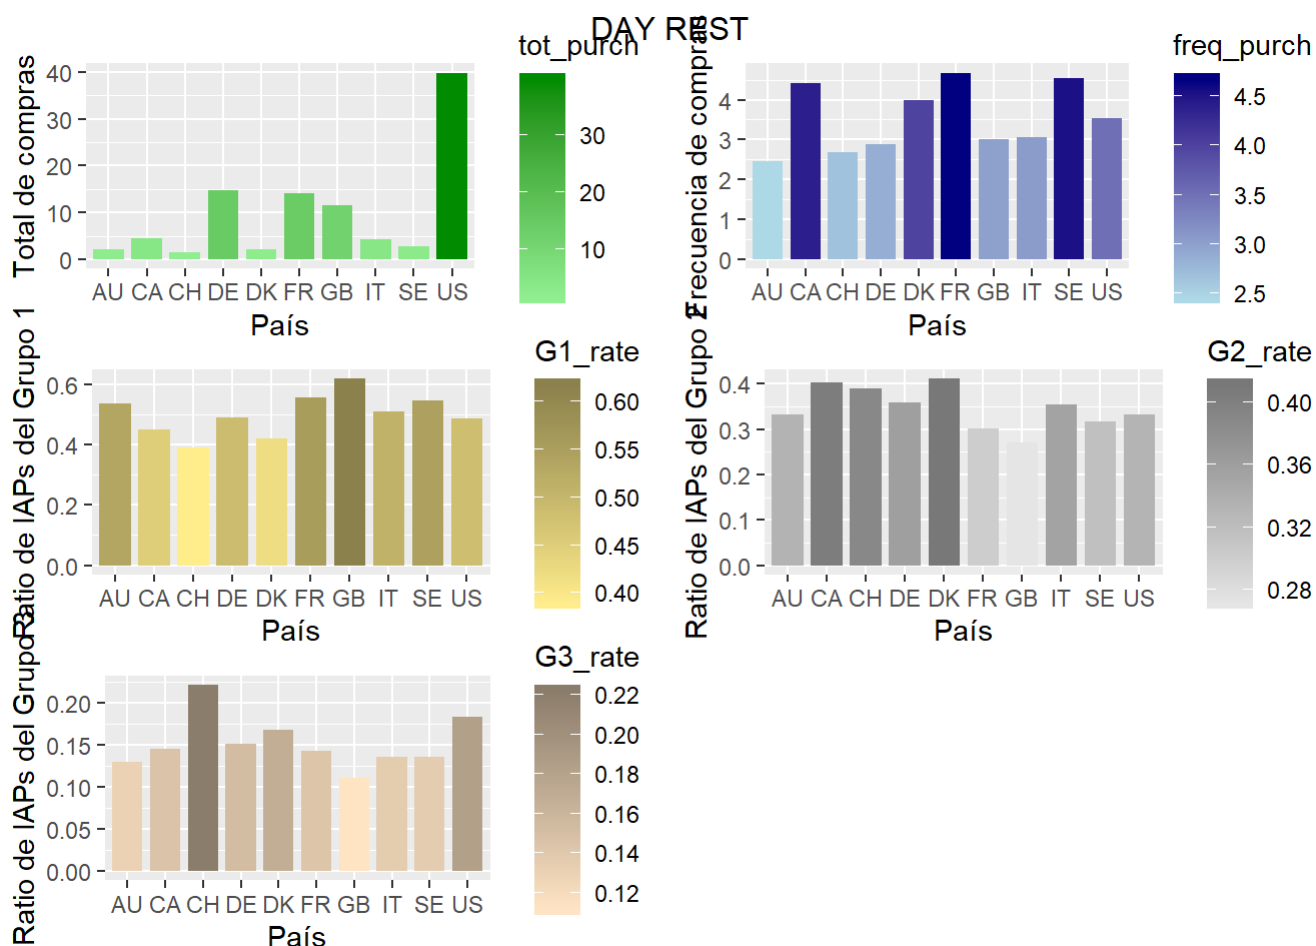 DAY REST
Total de compras
40
30
20
10
0
AU CA CH DE DK FR GB IT SE US
País
tot_purch
30
20
10
Frecuencia de compras
4
3
2
1
0
AU CA CH DE DK FR GB IT SE US
País
freq_purch
4.5
4.0
3.5
3.0
2.5
Ratio de IAPs del Grupo 1
0.6
0.4
0.2
0.0
AU CA CH DE DK FR GB IT SE US
País
G1_rate
0.60
0.55
0.50
0.45
0.40
Ratio de IAPs del Grupo 2
0.4
0.3
0.2
0.1
0.0
AU CA CH DE DK FR GB IT SE US
País
G2_rate
0.40
0.36
0.32
0.28
Ratio de IAPs del Grupo 3
0.20
0.15
0.10
0.05
0.00
AU CA CH DE DK FR GB IT SE US
País
G3_rate
0.22
0.20
0.18
0.16
0.14
0.12